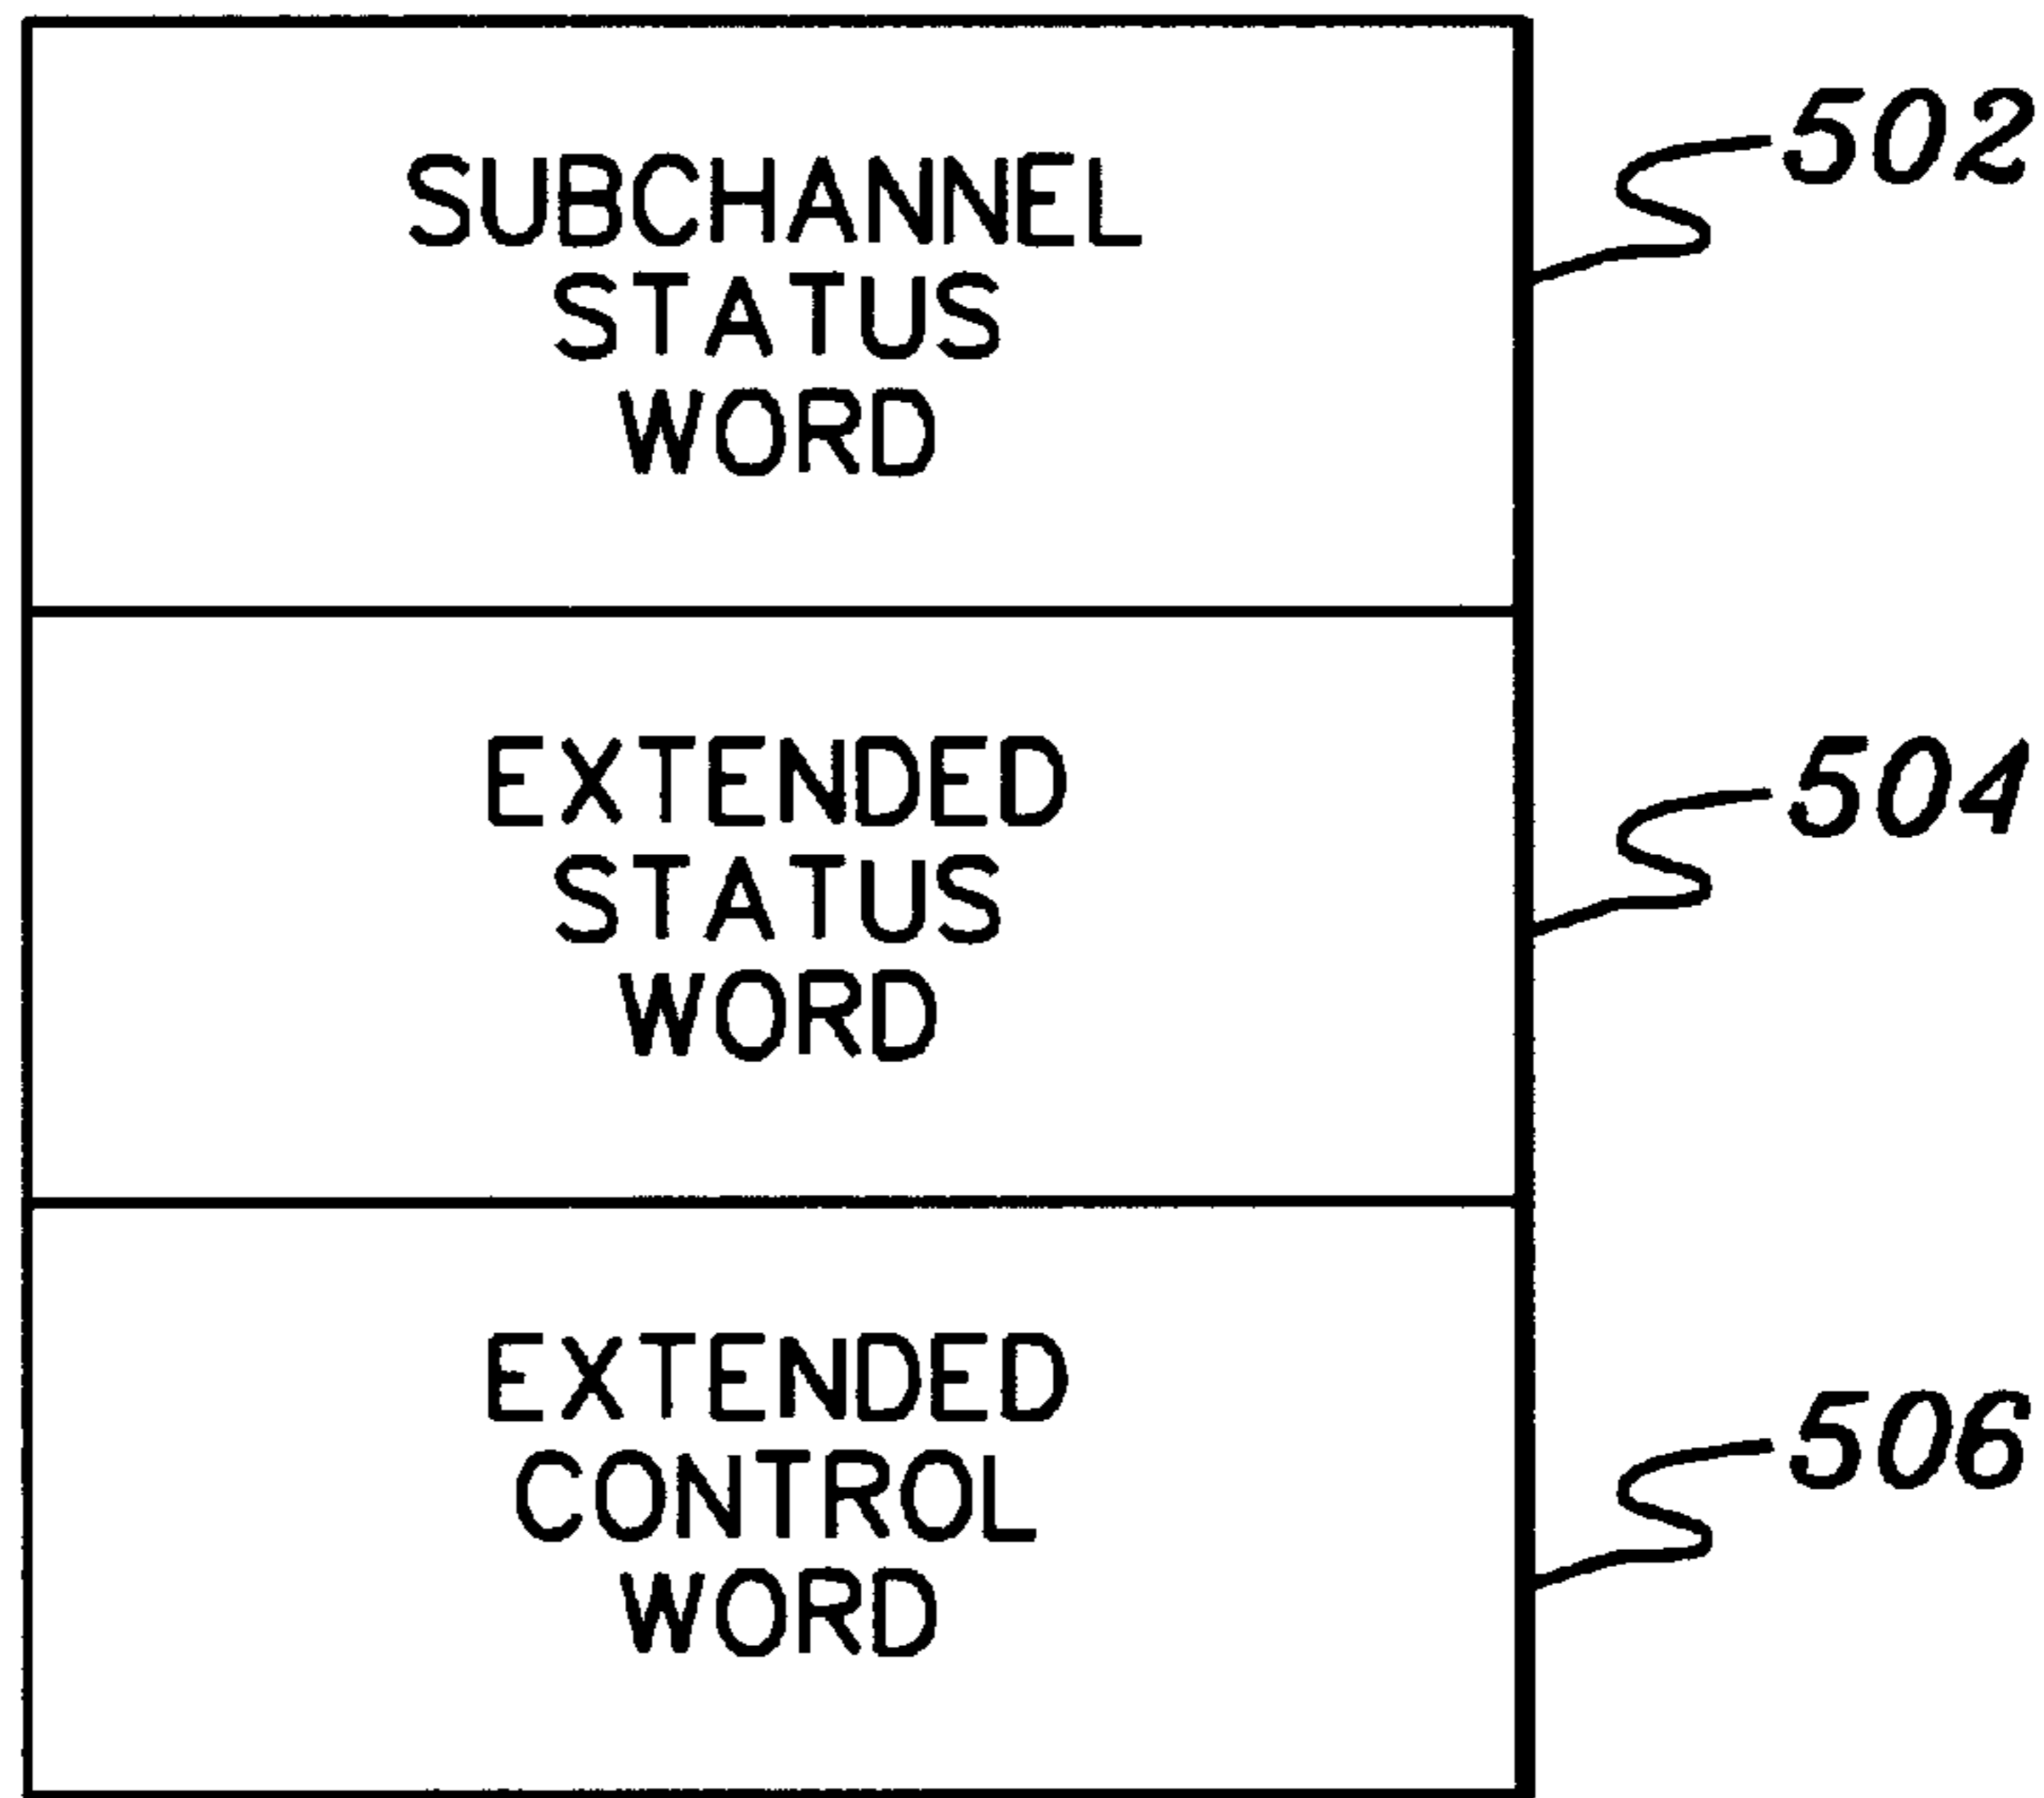 SUBCHANNEL
STATUS
WORD
502
EXTENDED
STATUS
WORD
504
EXTENDED
CONTROL
WORD
506